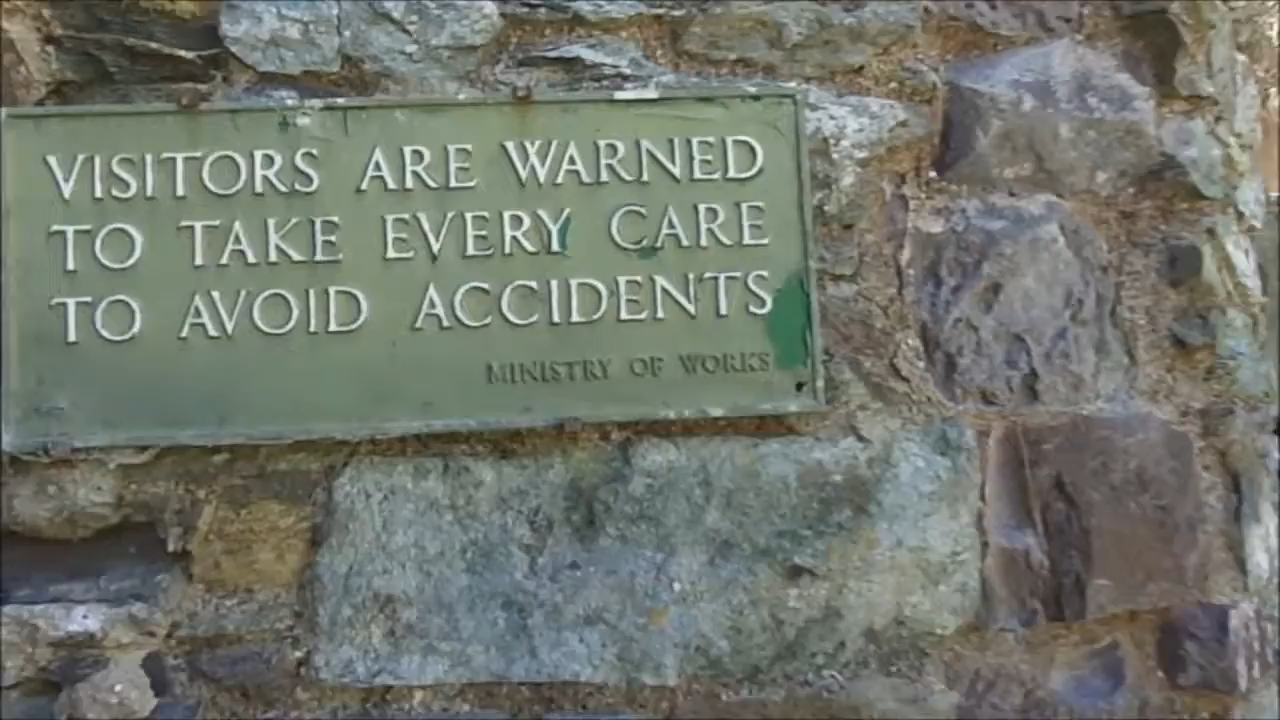 VISITORS ARE WARNED
TO TAKE EVERY CARE
TO AVOID ACCIDENTS
MINISTRY OF WORKS